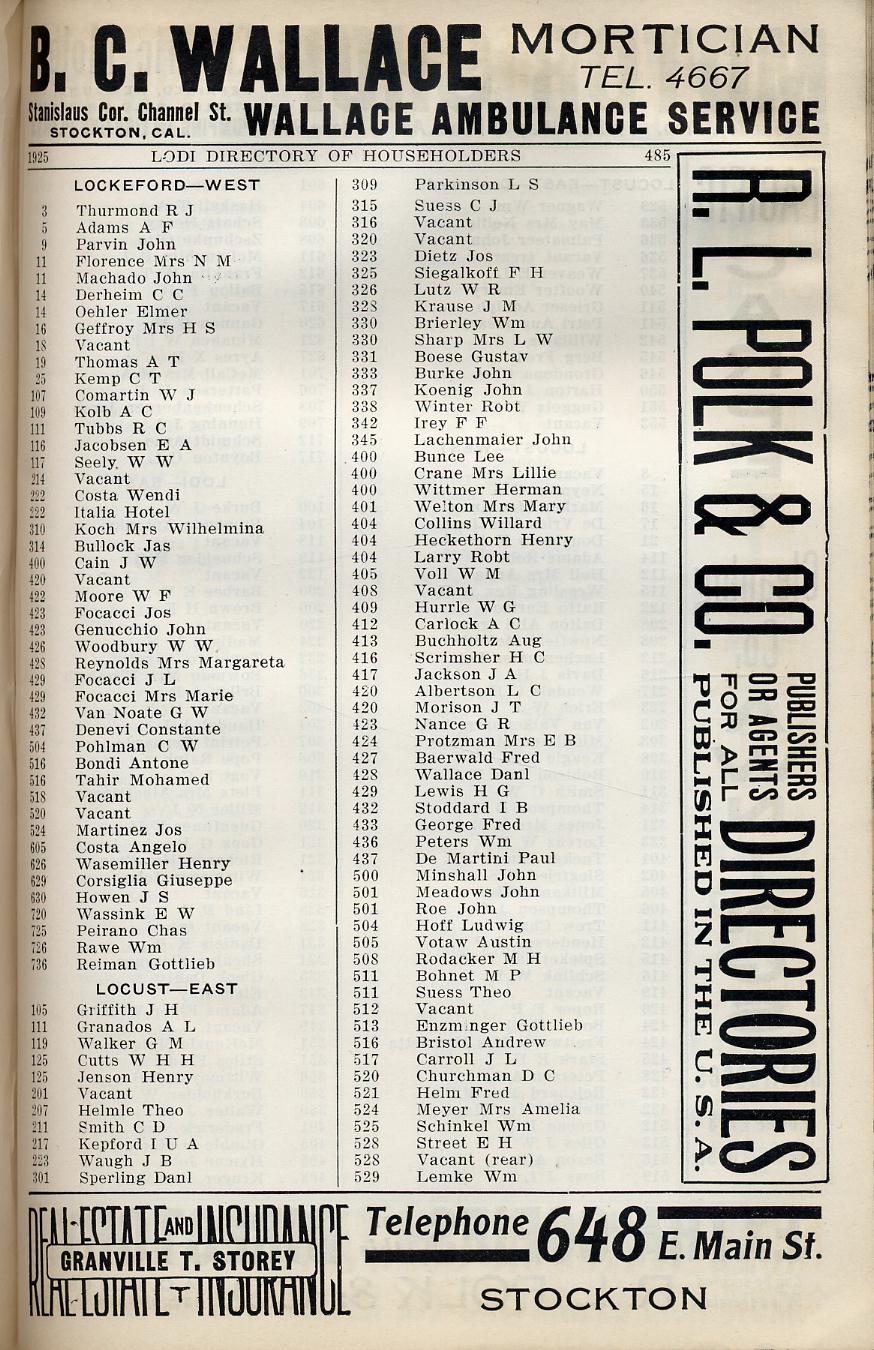 B. C. WALLACE MORTICIAN
TEL. 4667
Stanislaus Cor. Channel St.
STOCKTON, CAL.
WALLACE AMBULANCE SERVICE
1925 LODI DIRECTORY OF HOUSEHOLDERS 485
LOCKEFORD—WEST
3 Thurmond R J
5 Adams A F
9 Parvin John
11 Florence Mrs N M
11 Machado John
14 Derheim C C
14 Oehler Elmer
16 Geffroy Mrs H S
18 Vacant
19 Thomas A T
25 Kemp C T
107 Comartin W J
109 Kolb A C
111 Tubbs R C
116 Jacobsen E A
117 Seely W W
214 Vacant
222 Costa Wendi
222 Italia Hotel
310 Koch Mrs Wilhelmina
314 Bullock Jas
400 Cain J W
420 Vacant
422 Moore W F
423 Focacci Jos
423 Genucchio John
426 Woodbury W W
428 Reynolds Mrs Margareta
429 Focacci J L
429 Focacci Mrs Marie
432 Van Noate G W
437 Denevi Constante
504 Pohlman C W
516 Bondi Antone
516 Tahir Mohamed
518 Vacant
520 Vacant
524 Martinez Jos
605 Costa Angelo
626 Wasemiller Henry
629 Corsiglia Giuseppe
630 Howen J S
720 Wassink E W
725 Peirano Chas
726 Rawe Wm
736 Reiman Gottlieb
LOCUST—EAST
105 Griffith J H
111 Granados A L
119 Walker G M
125 Cutts W H H
125 Jenson Henry
201 Vacant
207 Helmle Theo
211 Smith C D
217 Kepford I U A
223 Waugh J B
301 Sperling Danl
309 Parkinson L S
315 Suess C J
316 Vacant
320 Vacant
323 Dietz Jos
325 Siegalkoff F H
326 Lutz W R
328 Krause J M
330 Brierley Wm
330 Sharp Mrs L W
331 Boese Gustav
333 Burke John
337 Koenig John
338 Winter Robt
342 Irey F F
345 Lachenmaier John
400 Bunce Lee
400 Crane Mrs Lillie
400 Wittmer Herman
401 Welton Mrs Mary
404 Collins Willard
404 Heckethorn Henry
404 Larry Robt
405 Voll W M
408 Vacant
409 Hurrle W G
412 Carlock A C
413 Buchholtz Aug
416 Scrimsher H C
417 Jackson J A
420 Albertson L C
420 Morison J T
423 Nance G R
424 Protzman Mrs E B
427 Baerwald Fred
428 Wallace Danl
429 Lewis H G
432 Stoddard I B
433 George Fred
436 Peters Wm
437 De Martini Paul
500 Minshall John
501 Meadows John
501 Roe John
504 Hoff Ludwig
505 Votaw Austin
508 Rodacker M H
511 Bohnet M P
511 Suess Theo
512 Vacant
513 Enzminger Gottlieb
516 Bristol Andrew
517 Carroll J L
520 Churchman D C
521 Helm Fred
524 Meyer Mrs Amelia
525 Schinkel Wm
528 Street E H
528 Vacant (rear)
529 Lemke Wm
R. L. POLK & CO.
PUBLISHERS
OR AGENTS
FOR ALL
DIRECTORIES
PUBLISHED IN THE U. S. A.
REAL-ESTATE AND INSURANCE
GRANVILLE T. STOREY
Telephone 648 E. Main St.
STOCKTON